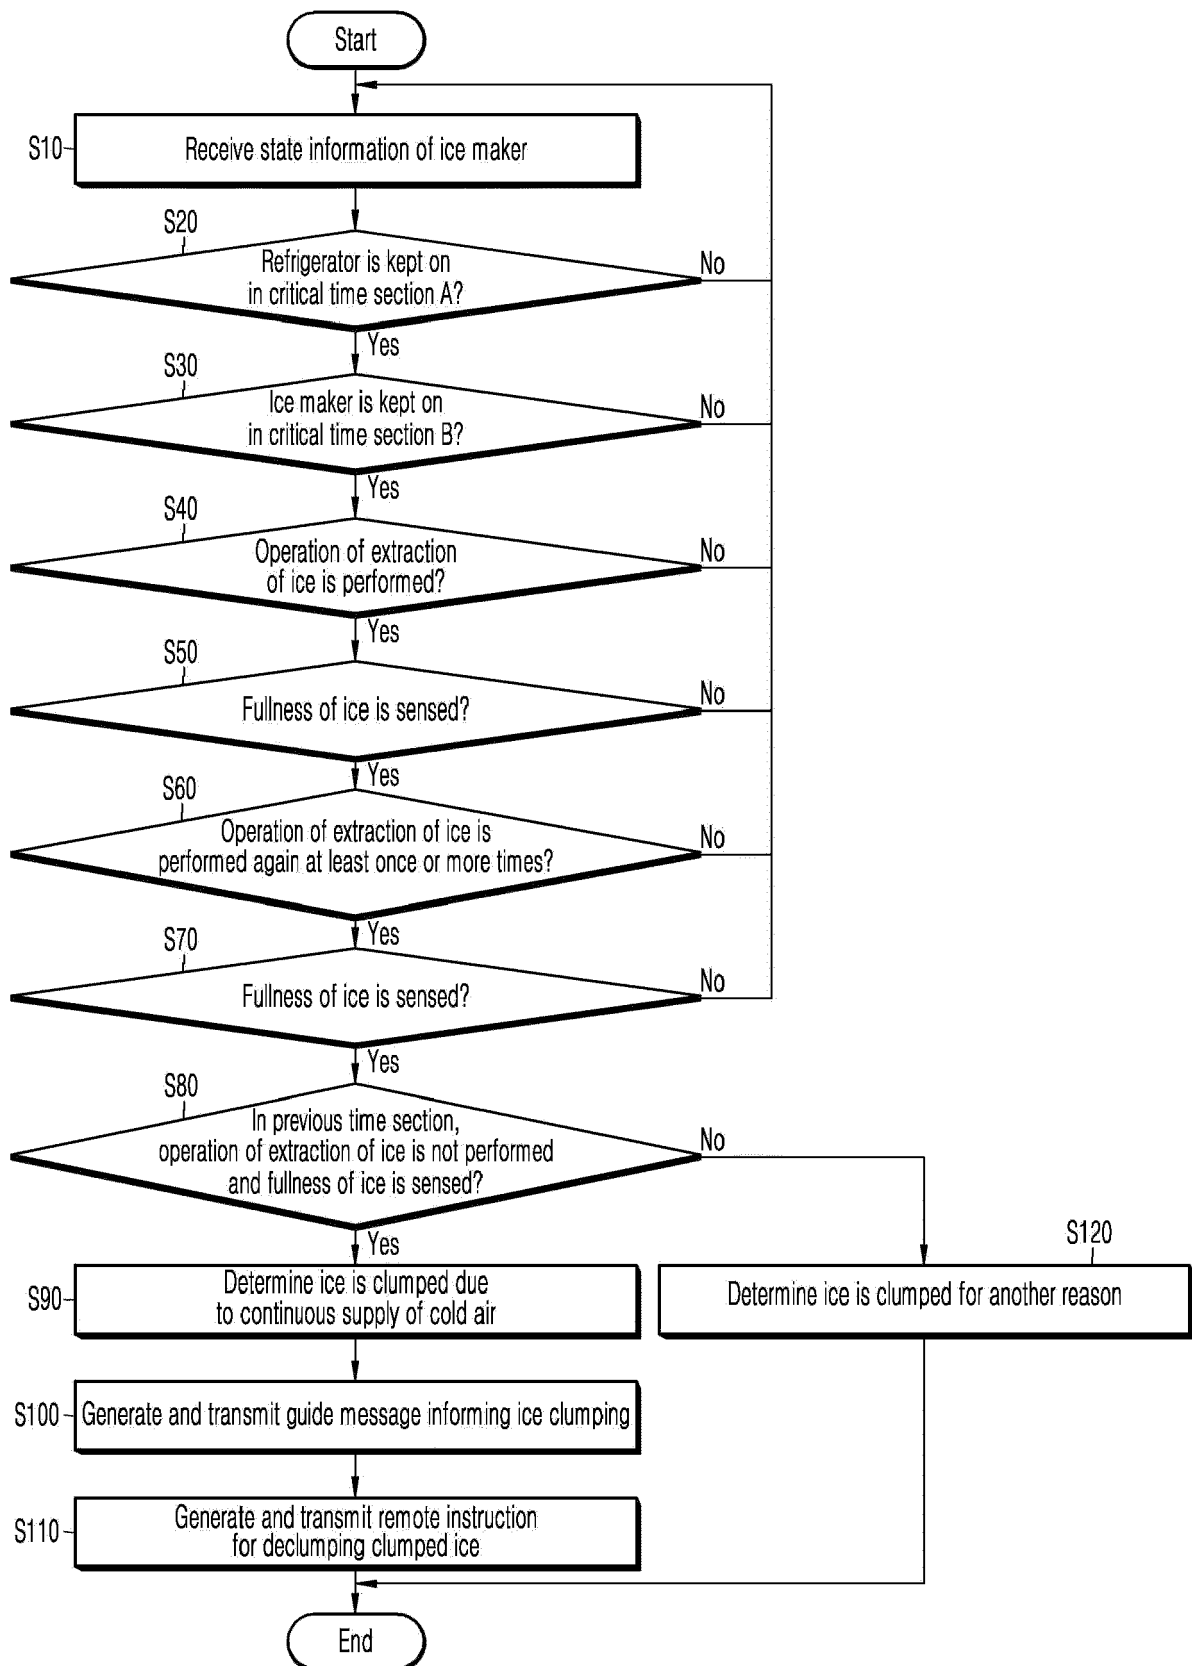 Start
S10
Receive state information of ice maker
S20
Refrigerator is kept on
in critical time section A?
No
Yes
S30
Ice maker is kept on
in critical time section B?
No
Yes
S40
Operation of extraction
of ice is performed?
No
Yes
S50
Fullness of ice is sensed?
No
Yes
S60
Operation of extraction of ice is
performed again at least once or more times?
No
Yes
S70
Fullness of ice is sensed?
No
Yes
S80
In previous time section,
operation of extraction of ice is not performed
and fullness of ice is sensed?
No
Yes
S90
Determine ice is clumped due
to continuous supply of cold air
S120
Determine ice is clumped for another reason
S100
Generate and transmit guide message informing ice clumping
S110
Generate and transmit remote instruction
for declumping clumped ice
End